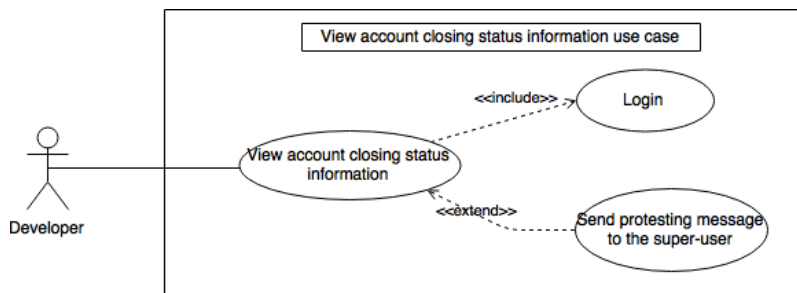 View account closing status information use case
<<include>>
Login
View account closing status
information
<<extend>>
Send protesting message
to the super-user
Developer